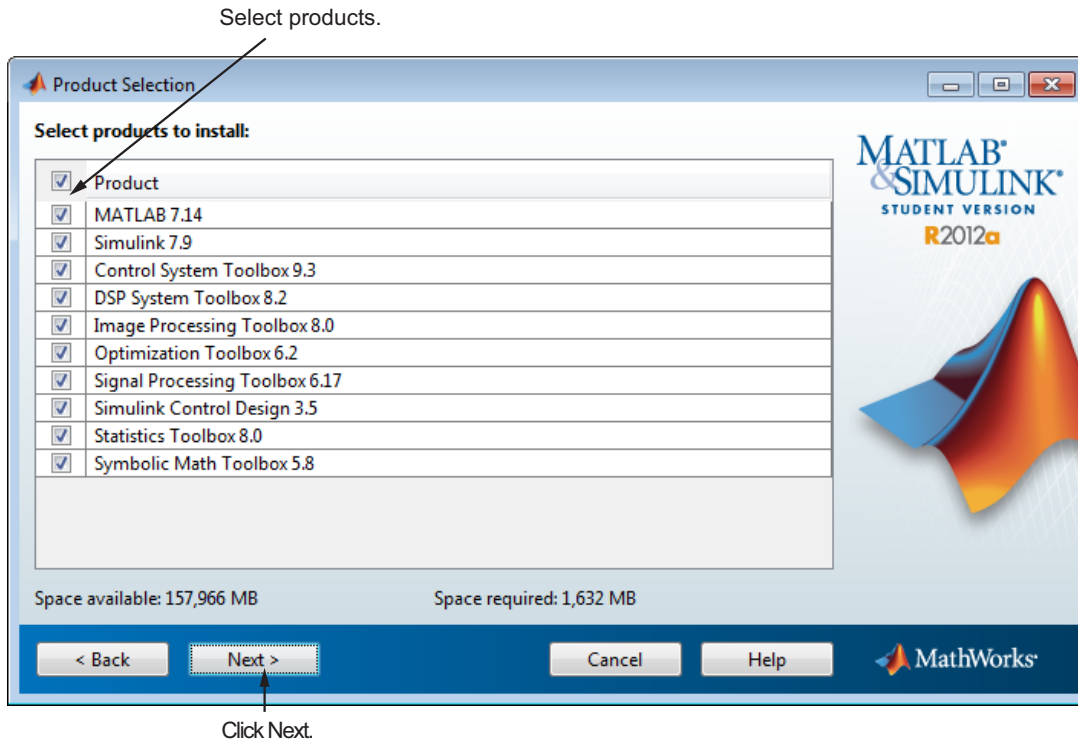 Select products.
Product Selection
Select products to install:
Product
MATLAB 7.14
Simulink 7.9
Control System Toolbox 9.3
DSP System Toolbox 8.2
Image Processing Toolbox 8.0
Optimization Toolbox 6.2
Signal Processing Toolbox 6.17
Simulink Control Design 3.5
Statistics Toolbox 8.0
Symbolic Math Toolbox 5.8
MATLAB®
&SIMULINK®
STUDENT VERSION
R2012a
Space available: 157,966 MB
Space required: 1,632 MB
< Back
Next >
Cancel
Help
MathWorks®
Click Next.